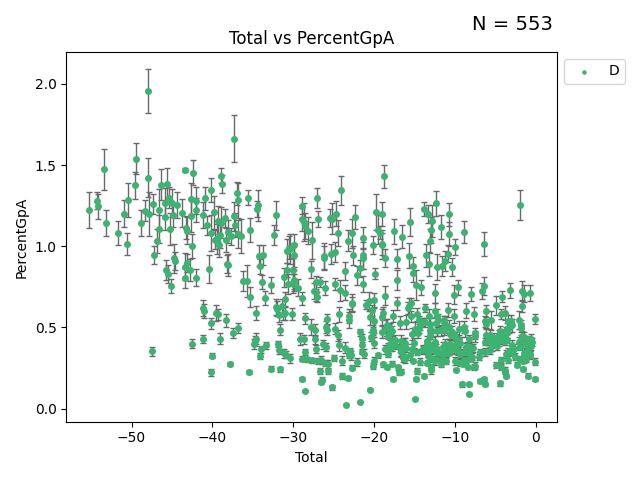 N = 553
Total vs PercentGpA
D
PercentGpA
2.0
1.5
1.0
0.5
0.0
−50 −40 −30 −20 −10 0
Total